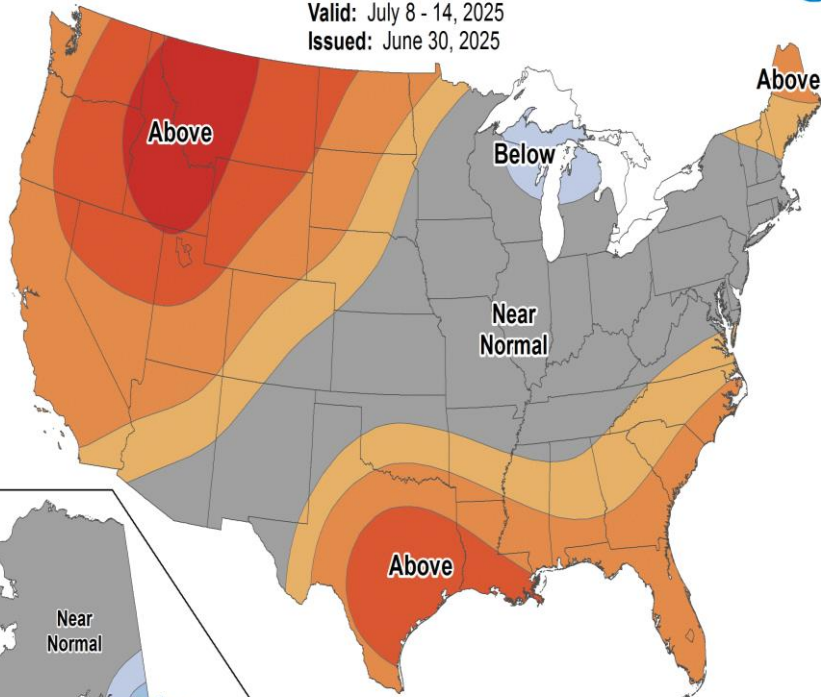 Valid: July 8 - 14, 2025
Issued: June 30, 2025
Above
Above
Below
Near
Normal
Above
Near
Normal